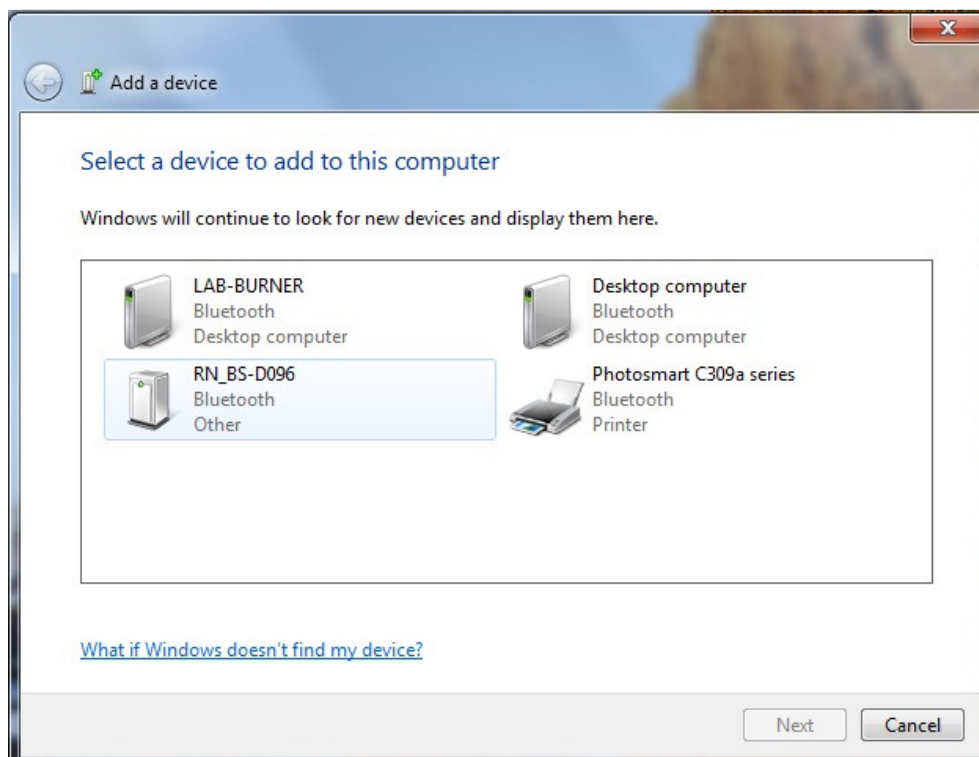 Add a device
Select a device to add to this computer
Windows will continue to look for new devices and display them here.
LAB-BURNER
Bluetooth
Desktop computer
Desktop computer
Bluetooth
Desktop computer
RN_BS-D096
Bluetooth
Other
Photosmart C309a series
Bluetooth
Printer
What if Windows doesn't find my device?
Next
Cancel